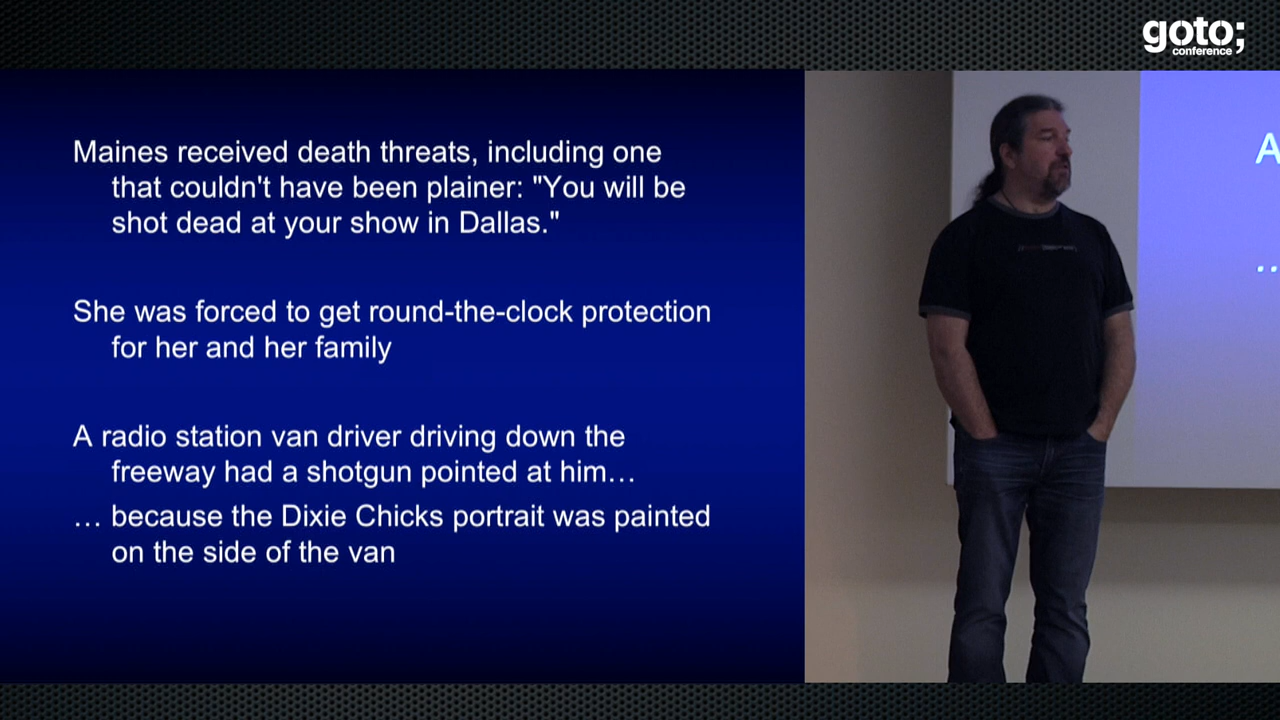 goto;
conference
Maines received death threats, including one
that couldn't have been plainer: "You will be
shot dead at your show in Dallas."
She was forced to get round-the-clock protection
for her and her family
A radio station van driver driving down the
freeway had a shotgun pointed at him…
… because the Dixie Chicks portrait was painted
on the side of the van
A
..